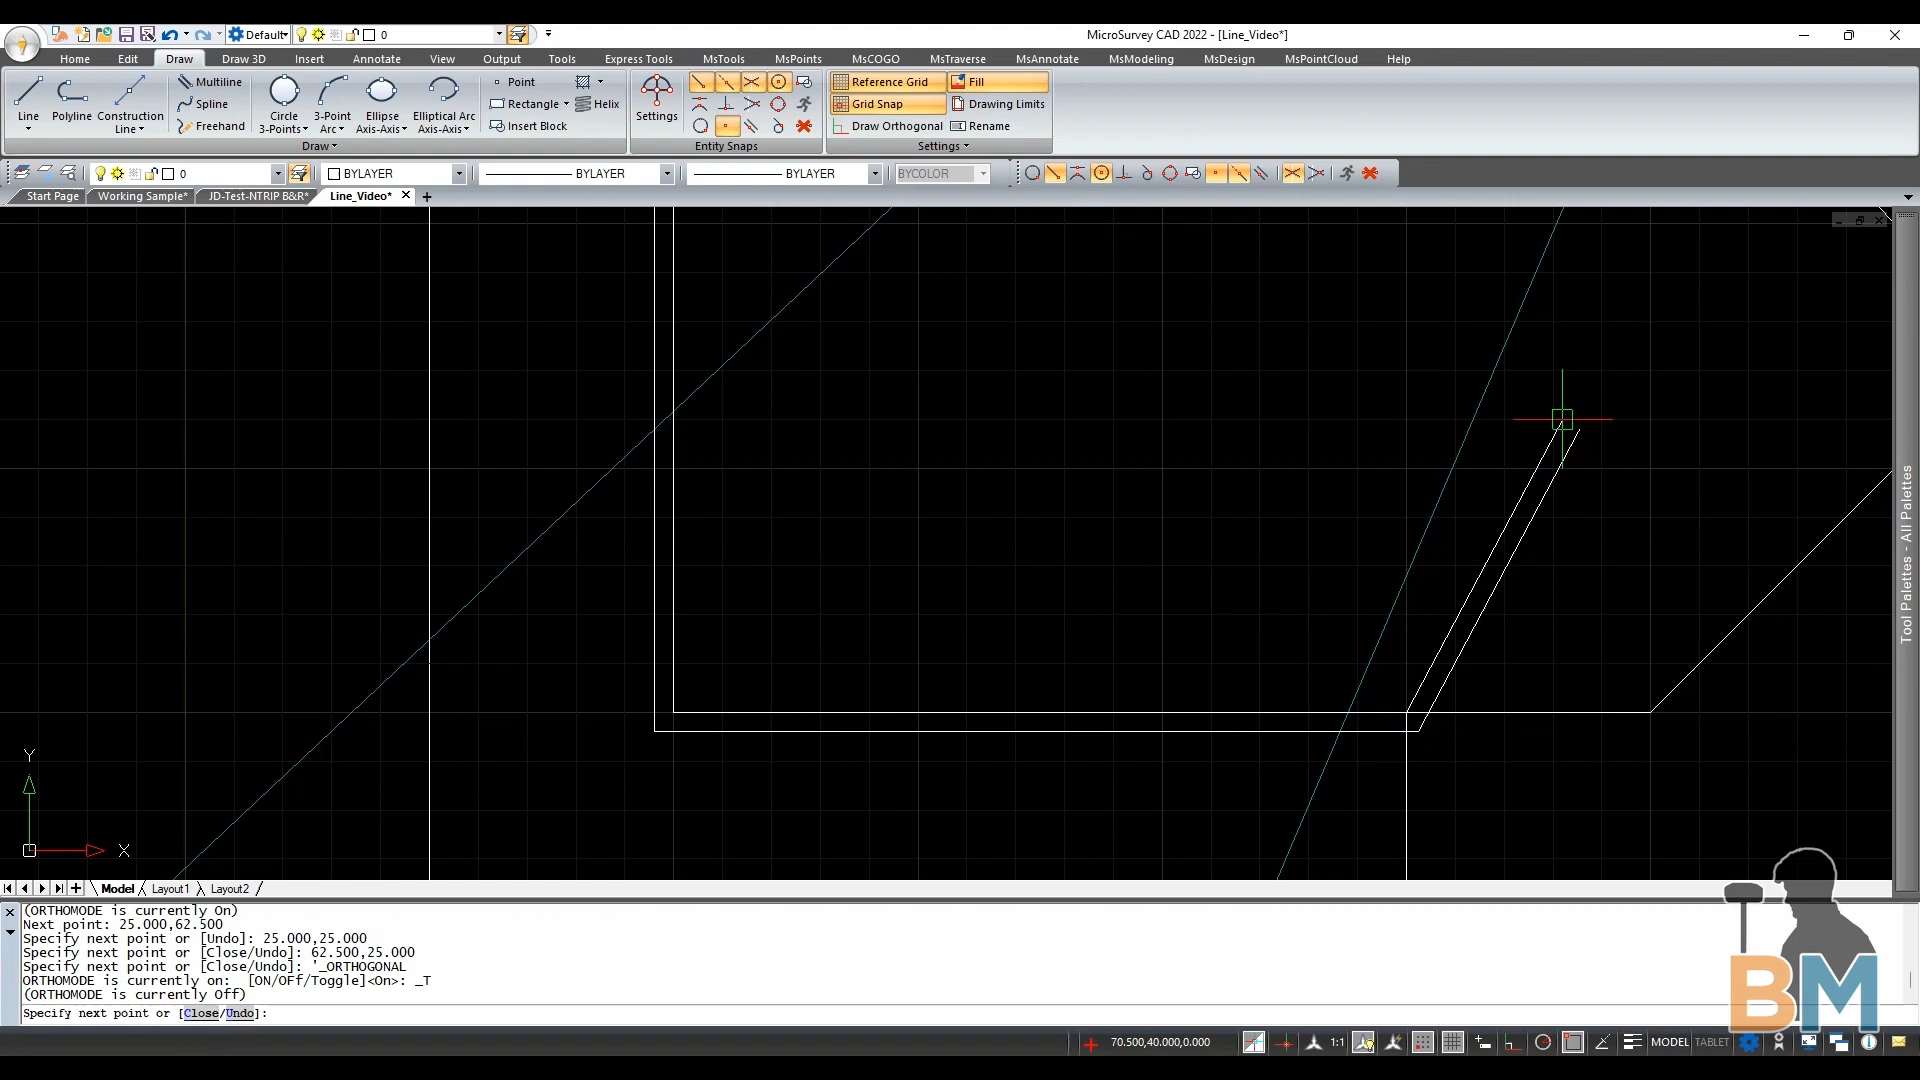 Default
0
MicroSurvey CAD 2022 - [Line_Video*]
Home Edit Draw Draw 3D Insert Annotate View Output Tools Express Tools MsTools MsPoints MsCOGO MsTraverse MsAnnotate MsModeling MsDesign MsPointCloud Help
Line
Polyline
Construction
Line
Multiline
Spline
Freehand
Circle
3-Points
3-Point
Arc
Ellipse
Axis-Axis
Elliptical Arc
Axis-Axis
Point
Rectangle
Helix
Insert Block
Draw
Settings
Entity Snaps
Reference Grid
Fill
Grid Snap
Drawing Limits
Draw Orthogonal
Rename
Settings
0
BYLAYER
BYLAYER
BYLAYER
BYCOLOR
Start Page
Working Sample*
JD-Test-NTRIP B&R*
Line_Video*
Tool Palettes - All Palettes
Y
X
Model
Layout1
Layout2
(ORTHOMODE is currently On)
Next point: 25.000,62.500
Specify next point or [Undo]: 25.000,25.000
Specify next point or [Close/Undo]: 62.500,25.000
Specify next point or [Close/Undo]: '_ORTHOGONAL
ORTHOMODE is currently on:  [ON/OFf/Toggle]<On>: _T
(ORTHOMODE is currently Off)
Specify next point or [Close/Undo]:
BM
70.500,40.000,0.000
1:1
MODEL
TABLET